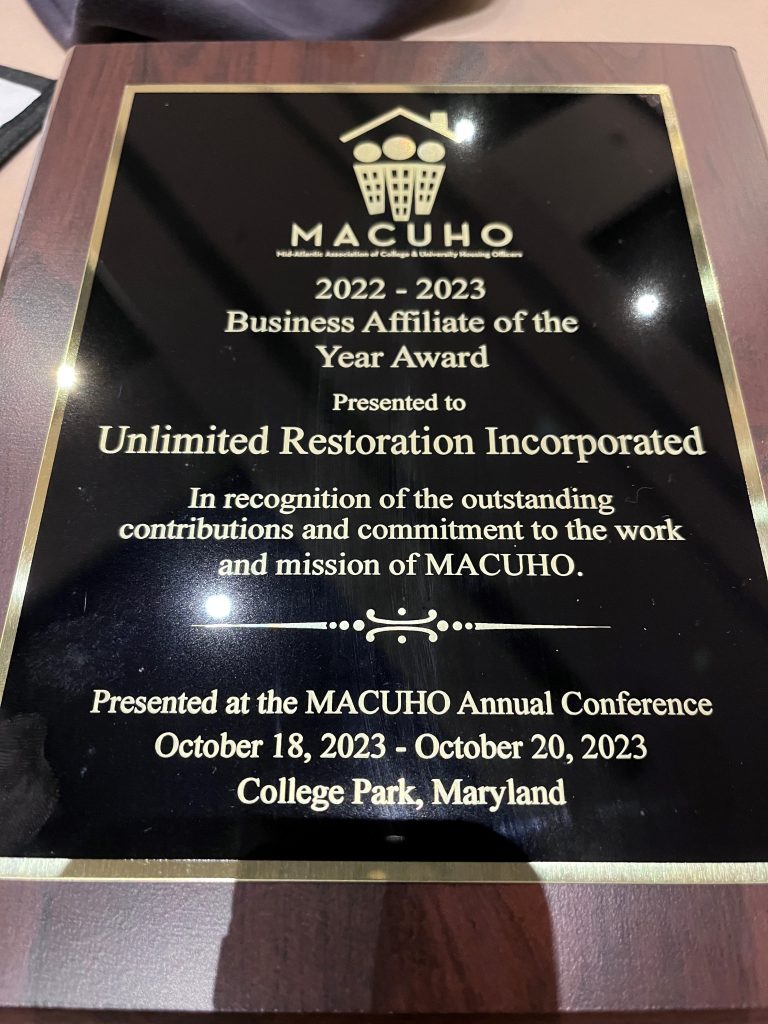 MACUHO
Mid-Atlantic Association of College & University Housing Officers
2022 - 2023
Business Affiliate of the
Year Award
Presented to
Unlimited Restoration Incorporated
In recognition of the outstanding
contributions and commitment to the work
and mission of MACUHO.
Presented at the MACUHO Annual Conference
October 18, 2023 - October 20, 2023
College Park, Maryland